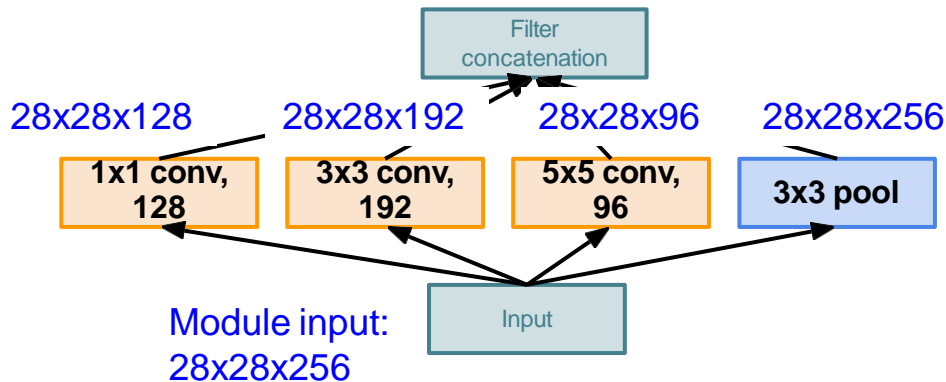 Filter
concatenation
28x28x128
28x28x192
28x28x96
28x28x256
1x1 conv,
128
3x3 conv,
192
5x5 conv,
96
3x3 pool
Input
Module input:
28x28x256